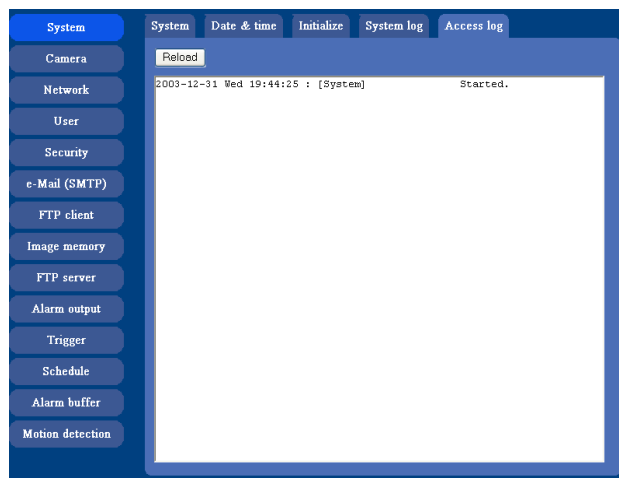 System
Camera
Network
User
Security
e-Mail (SMTP)
FTP client
Image memory
FTP server
Alarm output
Trigger
Schedule
Alarm buffer
Motion detection
System Date & time Initialize System log Access log
Reload
2003-12-31 Wed 19:44:25 : [System] Started.